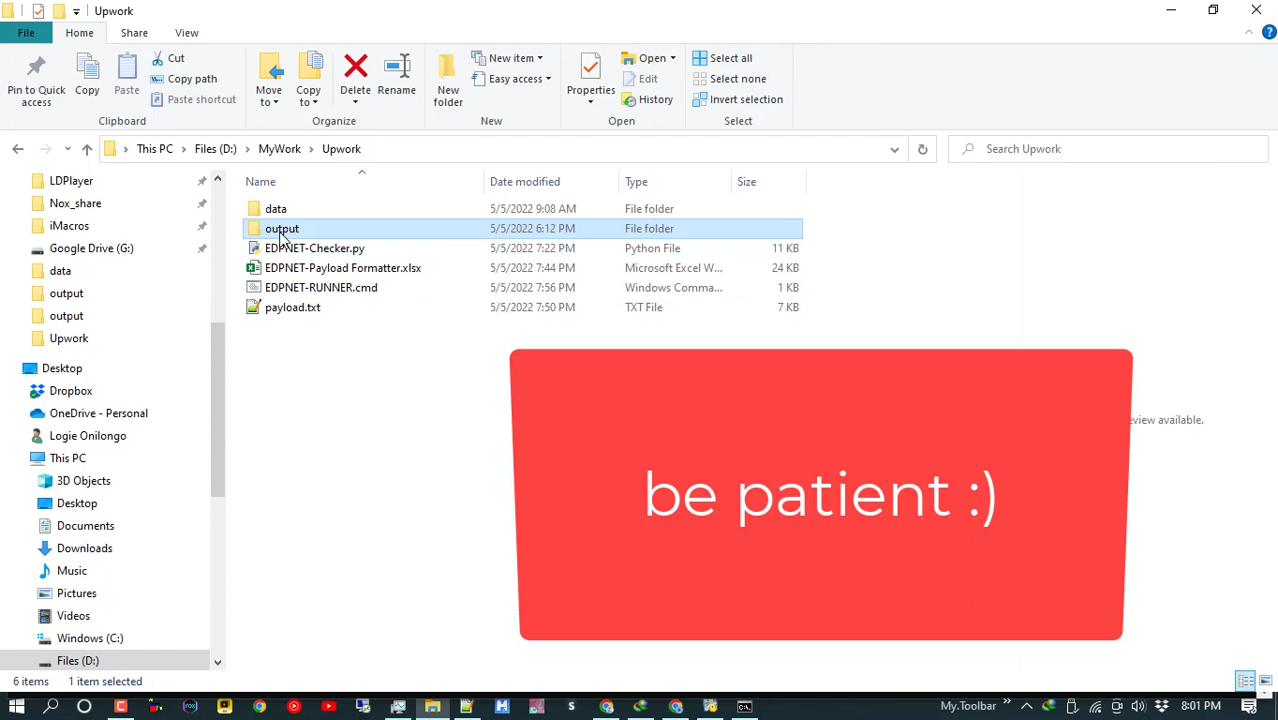 Upwork
File
Home
Share
View
Pin to Quick access
Copy
Paste
Cut
Copy path
Paste shortcut
Clipboard
Move to
Copy to
Delete
Rename
Organize
New folder
New item
Easy access
New
Properties
Open
Edit
History
Open
Select all
Select none
Invert selection
Select
This PC > Files (D:) > MyWork > Upwork
Search Upwork
Name Date modified Type Size
data 5/5/2022 9:08 AM File folder
output 5/5/2022 6:12 PM File folder
EDPNET-Checker.py 5/5/2022 7:22 PM Python File 11 KB
EDPNET-Payload Formatter.xlsx 5/5/2022 7:44 PM Microsoft Excel W... 24 KB
EDPNET-RUNNER.cmd 5/5/2022 7:56 PM Windows Comma... 1 KB
payload.txt 5/5/2022 7:50 PM TXT File 7 KB
LDPlayer
Nox_share
iMacros
Google Drive (G:)
data
output
output
Upwork
Desktop
Dropbox
OneDrive - Personal
Logie Onilongo
This PC
3D Objects
Desktop
Documents
Downloads
Music
Pictures
Videos
Windows (C:)
Files (D:)
eview available.
be patient :)
6 items 1 item selected
My.Toolbar
8:01 PM